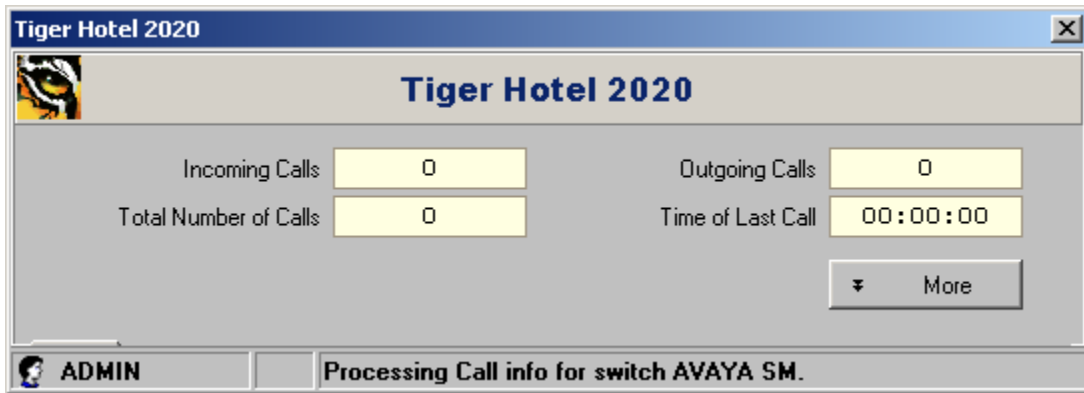 Tiger Hotel 2020
Tiger Hotel 2020
Incoming Calls 0 Outgoing Calls 0
Total Number of Calls 0 Time of Last Call 00:00:00
More
ADMIN Processing Call info for switch AVAYA SM.